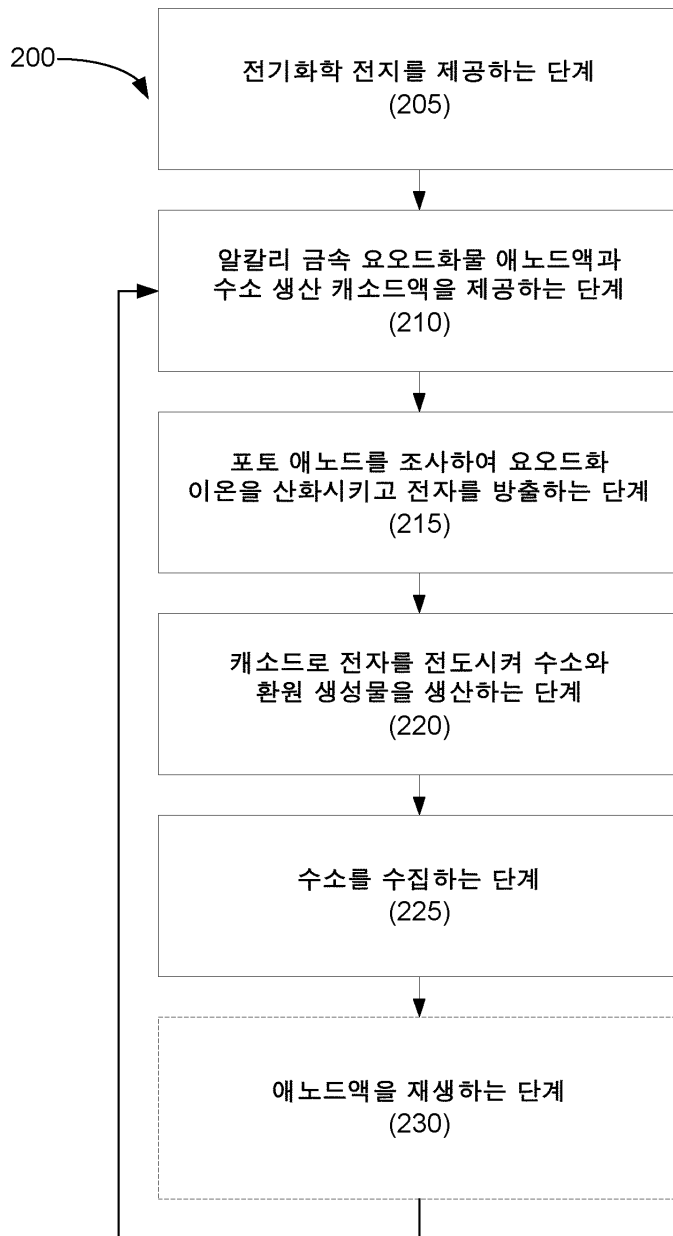 200
전기화학 전지를 제공하는 단계
(205)
알칼리 금속 요오드화물 애노드액과
수소 생산 캐소드액을 제공하는 단계
(210)
포토 애노드를 조사하여 요오드화
이온을 산화시키고 전자를 방출하는 단계
(215)
캐소드로 전자를 전도시켜 수소와
환원 생성물을 생산하는 단계
(220)
수소를 수집하는 단계
(225)
애노드액을 재생하는 단계
(230)